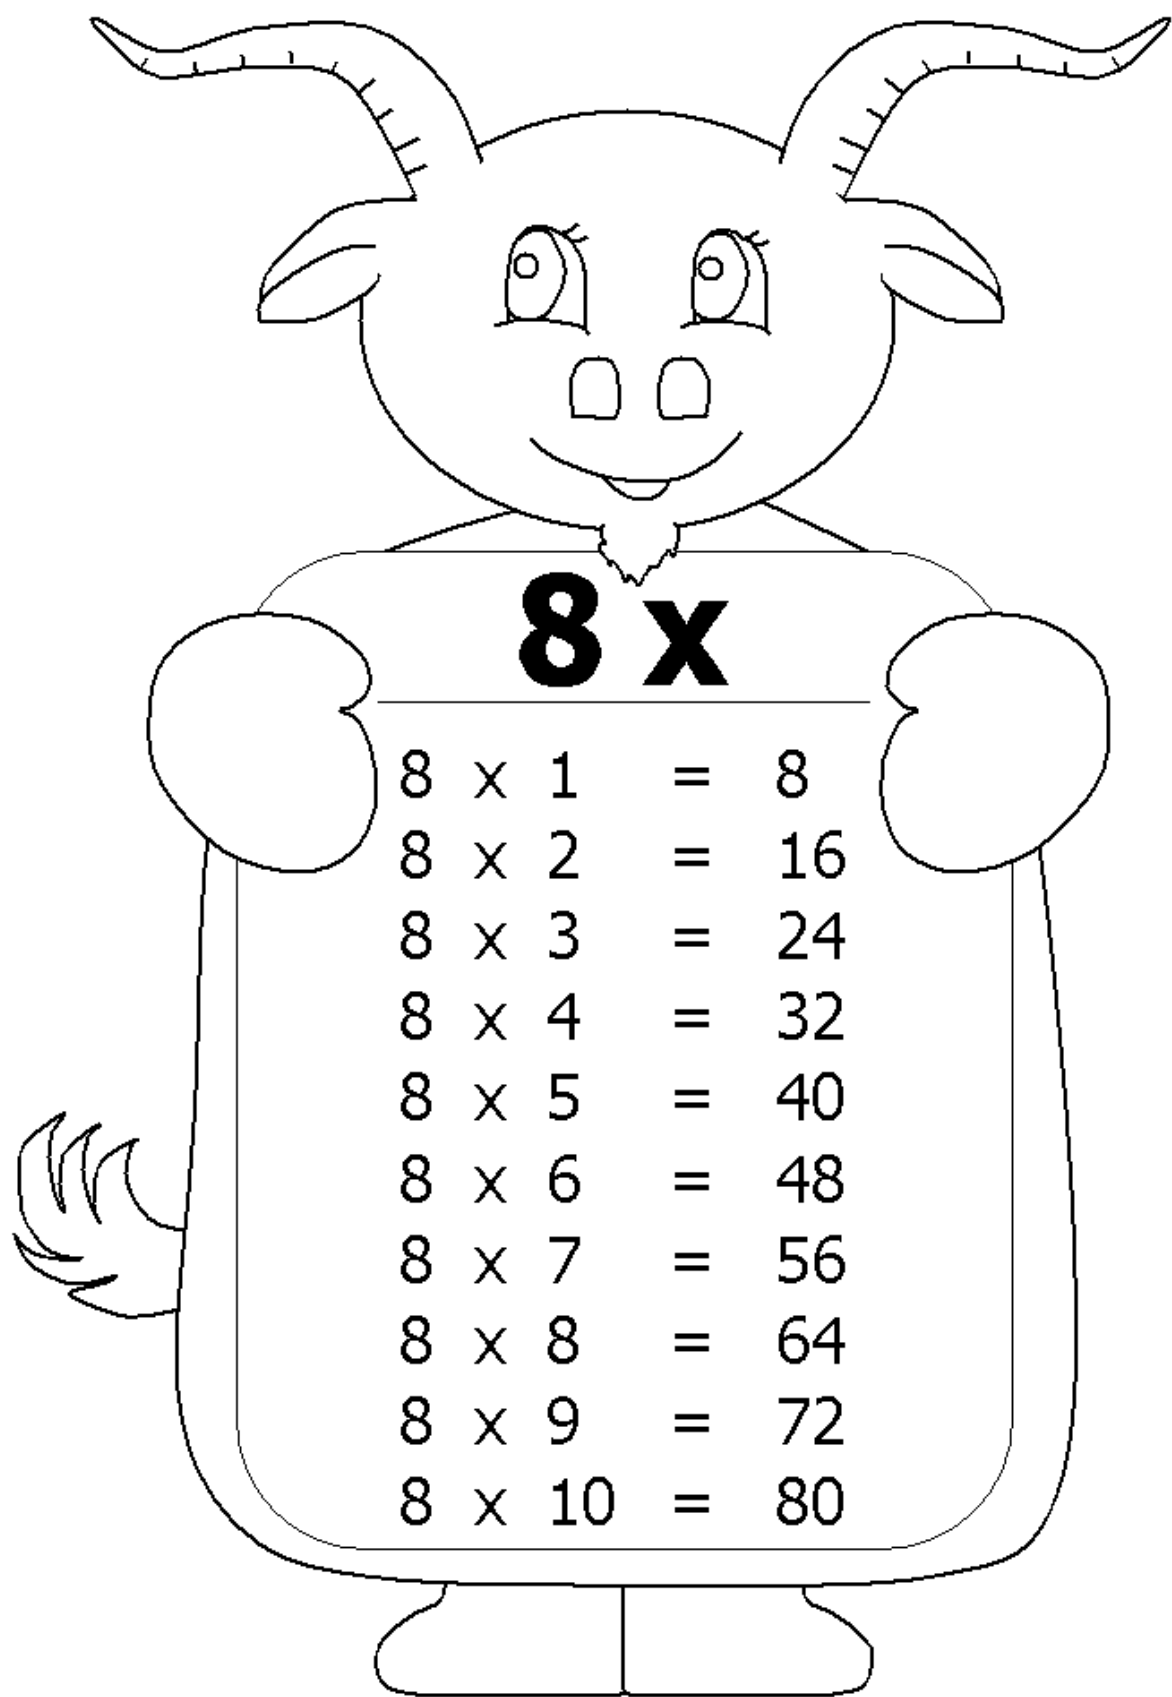 8 x
8 x 1 = 8
8 x 2 = 16
8 x 3 = 24
8 x 4 = 32
8 x 5 = 40
8 x 6 = 48
8 x 7 = 56
8 x 8 = 64
8 x 9 = 72
8 x 10 = 80